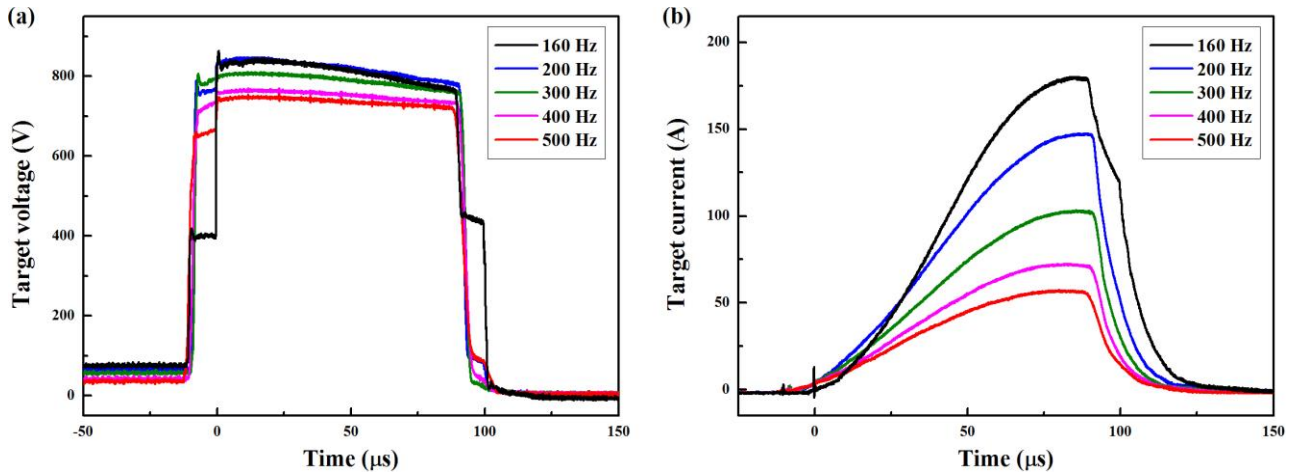 (a)
Target voltage (V)
800
600
400
200
0
-50
0
50
100
150
Time (μs)
160 Hz
200 Hz
300 Hz
400 Hz
500 Hz
(b)
Target current (A)
200
150
100
50
0
0
50
100
150
Time (μs)
160 Hz
200 Hz
300 Hz
400 Hz
500 Hz